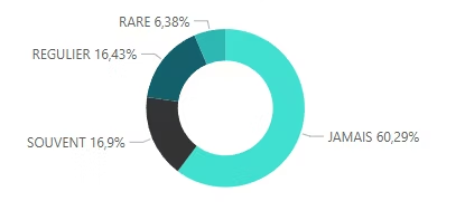 RARE 6,38%
REGULIER 16,43%
SOUVENT 16,9%
JAMAIS 60,29%